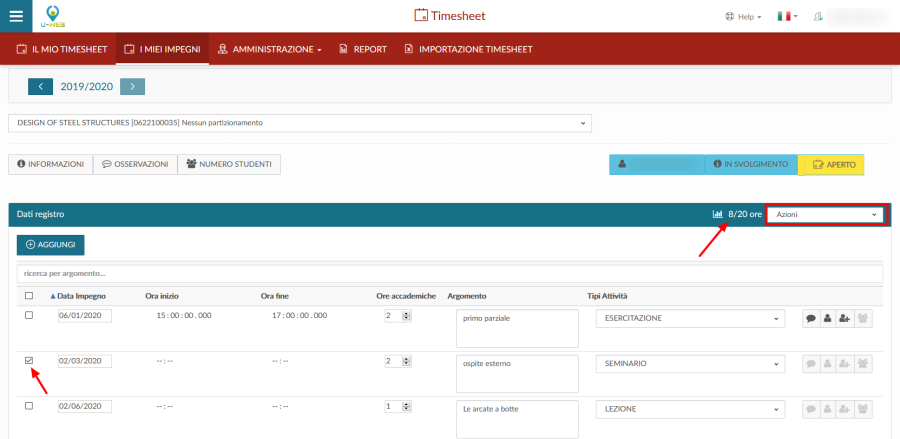 U-WEB
Timesheet
Help
IL MIO TIMESHEET I MIEI IMPEGNI AMMINISTRAZIONE REPORT IMPORTAZIONE TIMESHEET
2019/2020
DESIGN OF STEEL STRUCTURES [0622100035] Nessun partizionamento
INFORMAZIONI OSSERVAZIONI NUMERO STUDENTI IN SVOLGIMENTO APERTO
Dati registro 8/20 ore Azioni
AGGIUNGI
ricerca per argomento...
Data Impegno Ora inizio Ora fine Ore accademiche Argomento Tipi Attività
06/01/2020 15:00:00.000 17:00:00.000 2 primo parziale ESERCITAZIONE
02/03/2020 --:-- --:-- 2 ospite esterno SEMINARIO
02/06/2020 --:-- --:-- 1 Le arcate a botte LEZIONE